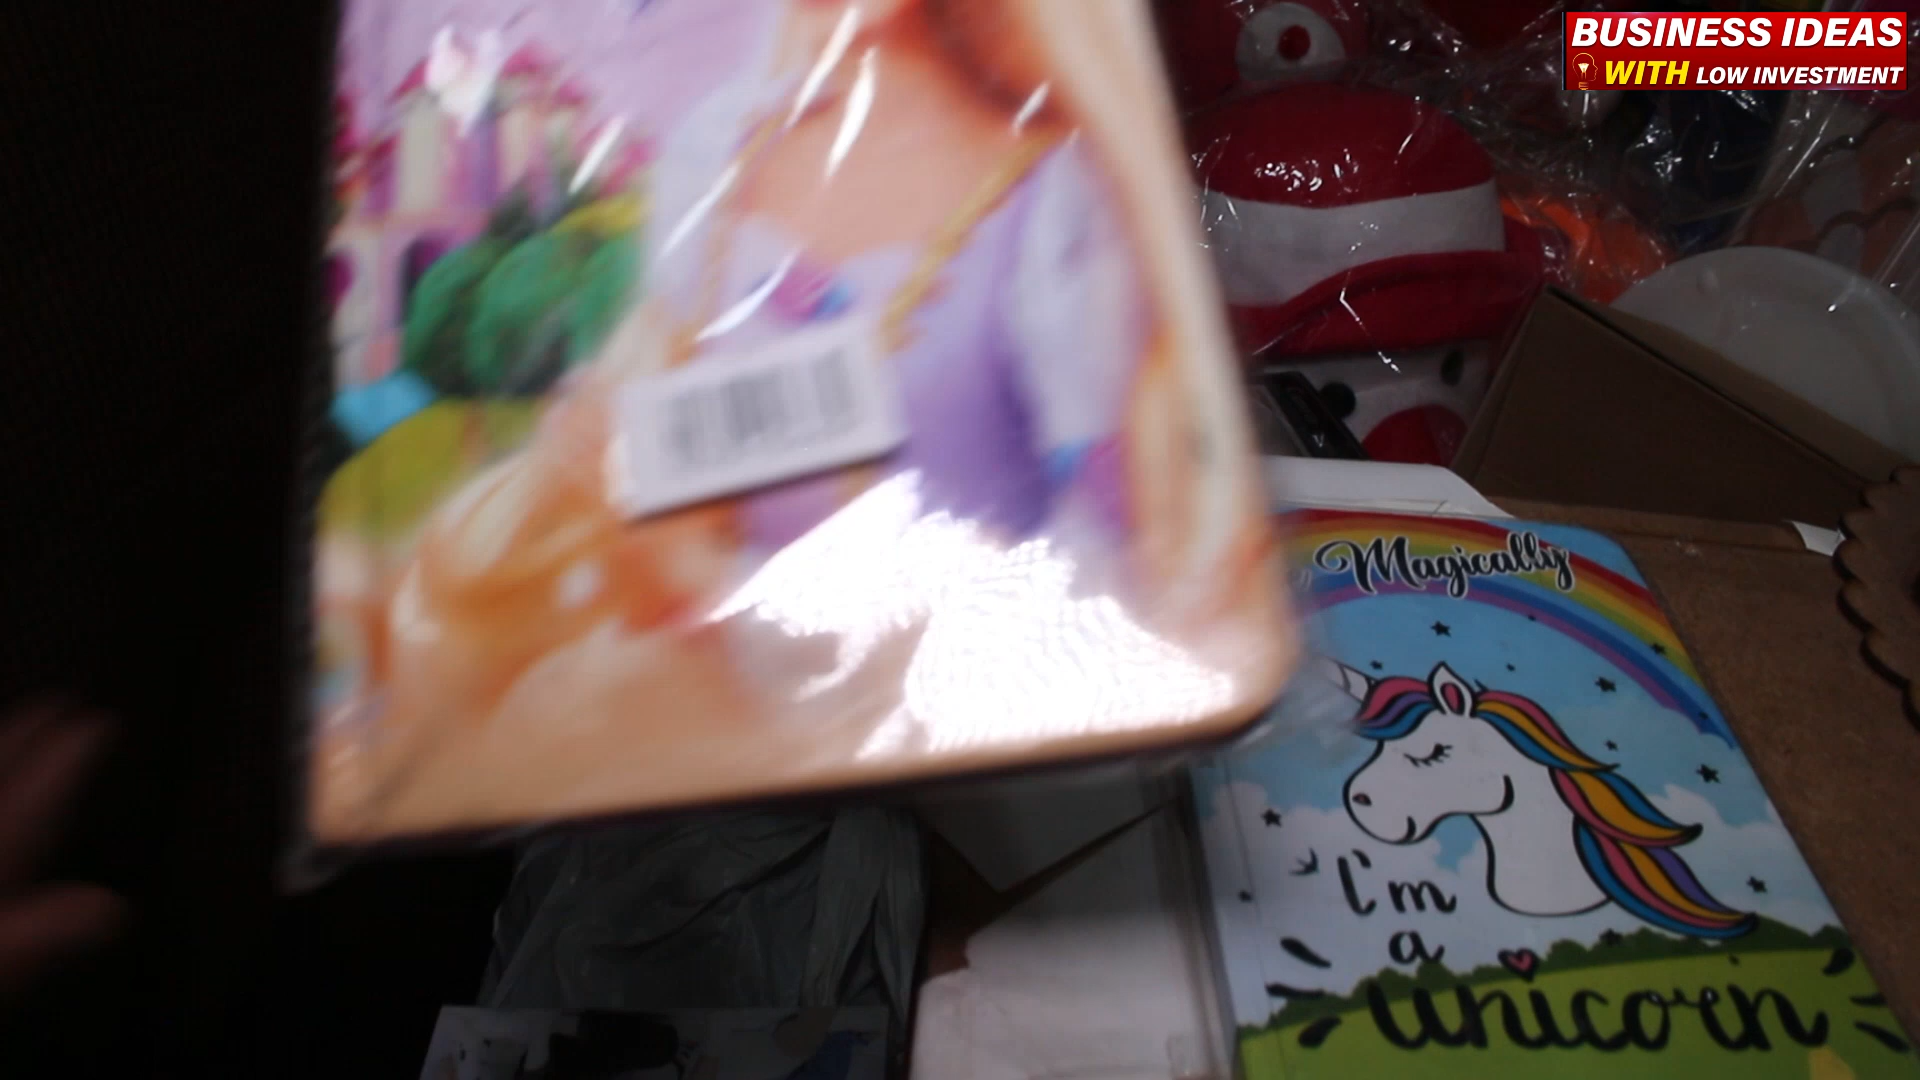 BUSINESS IDEAS
WITH LOW INVESTMENT
Magically
I'm
a
unicorn